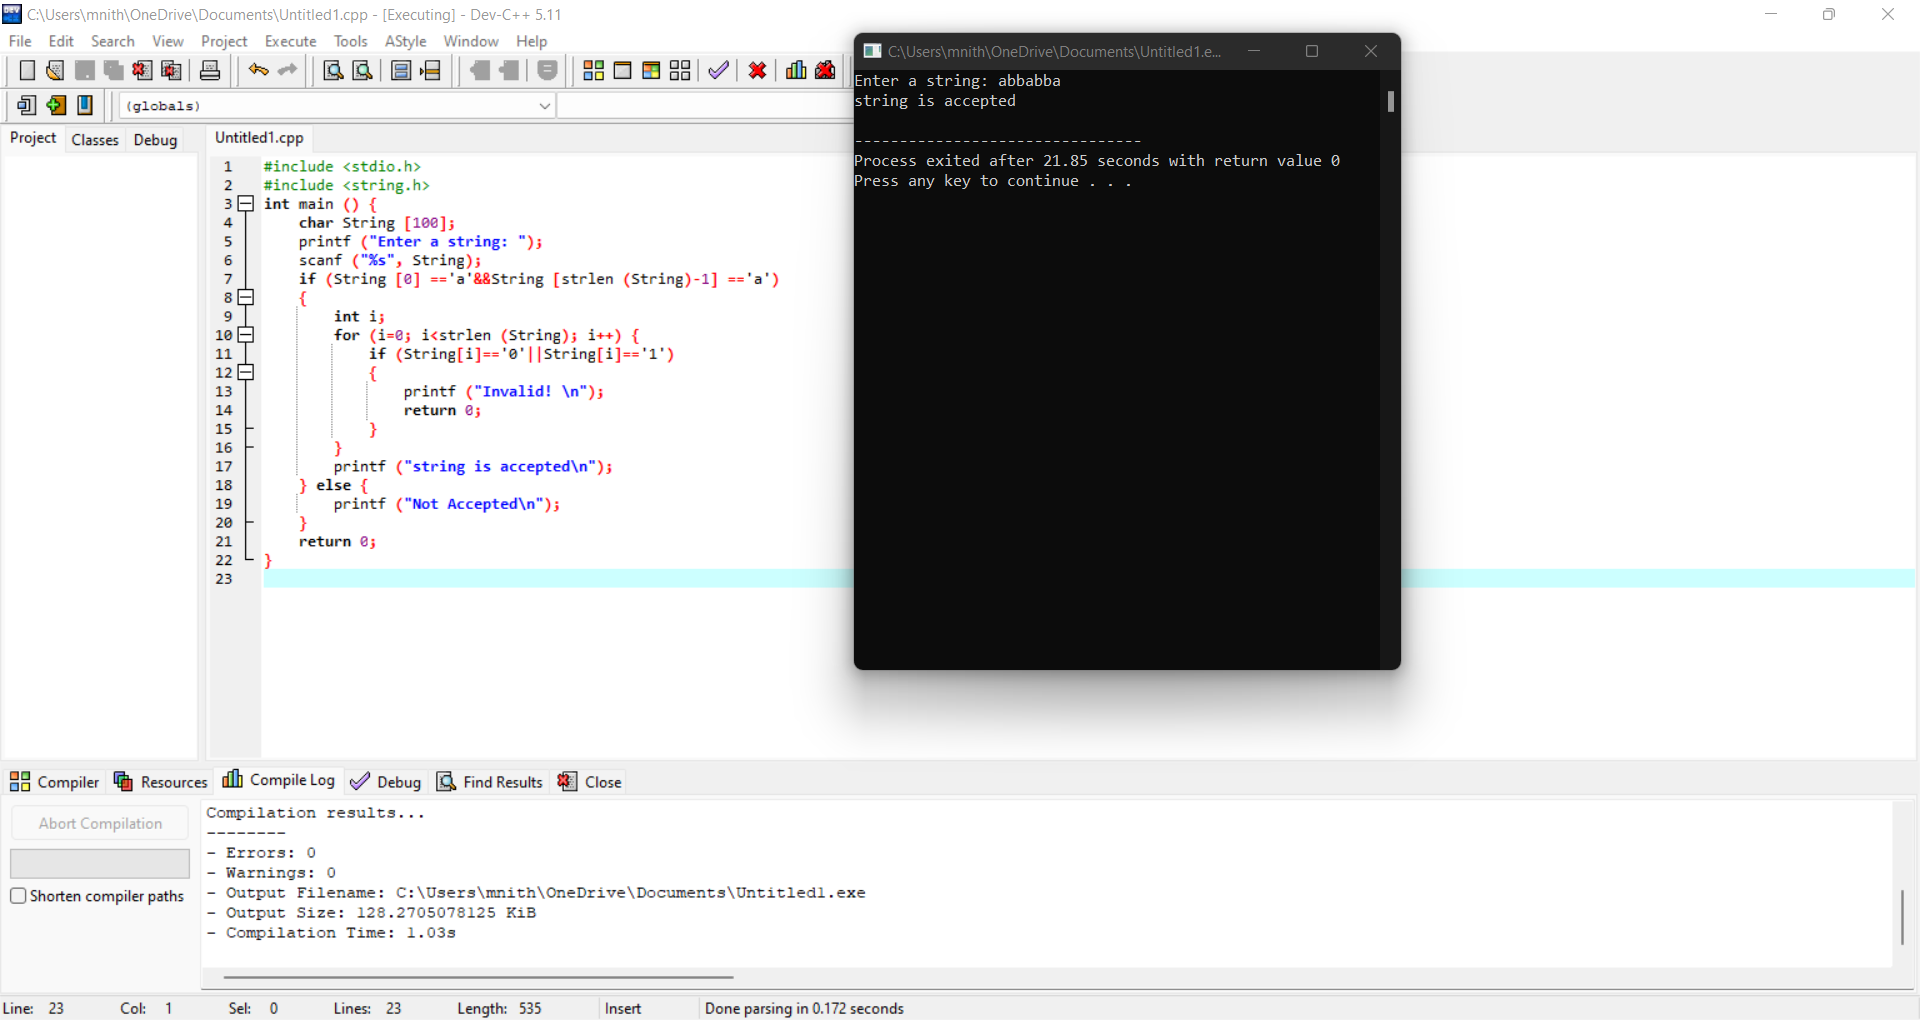 C:\Users\mnith\OneDrive\Documents\Untitled1.cpp - [Executing] - Dev-C++ 5.11
File Edit Search View Project Execute Tools AStyle Window Help
(globals)
Project Classes Debug
Untitled1.cpp
1 #include <stdio.h>
2 #include <string.h>
3 int main () {
4 char String [100];
5 printf ("Enter a string: ");
6 scanf ("%s", String);
7 if (String [0] =='a'&&String [strlen (String)-1] =='a')
8 {
9 int i;
10 for (i=0; i<strlen (String); i++) {
11 if (String[i]=='0'||String[i]=='1')
12 {
13 printf ("Invalid! \n");
14 return 0;
15 }
16 }
17 printf ("string is accepted\n");
18 } else {
19 printf ("Not Accepted\n");
20 }
21 return 0;
22 }
23
C:\Users\mnith\OneDrive\Documents\Untitled1.e...
Enter a string: abbabba
string is accepted
--------------------------------
Process exited after 21.85 seconds with return value 0
Press any key to continue . . .
Compiler Resources Compile Log Debug Find Results Close
Abort Compilation
Shorten compiler paths
Compilation results...
--------
- Errors: 0
- Warnings: 0
- Output Filename: C:\Users\mnith\OneDrive\Documents\Untitled1.exe
- Output Size: 128.2705078125 KiB
- Compilation Time: 1.03s
Line: 23 Col: 1 Sel: 0 Lines: 23 Length: 535 Insert Done parsing in 0.172 seconds